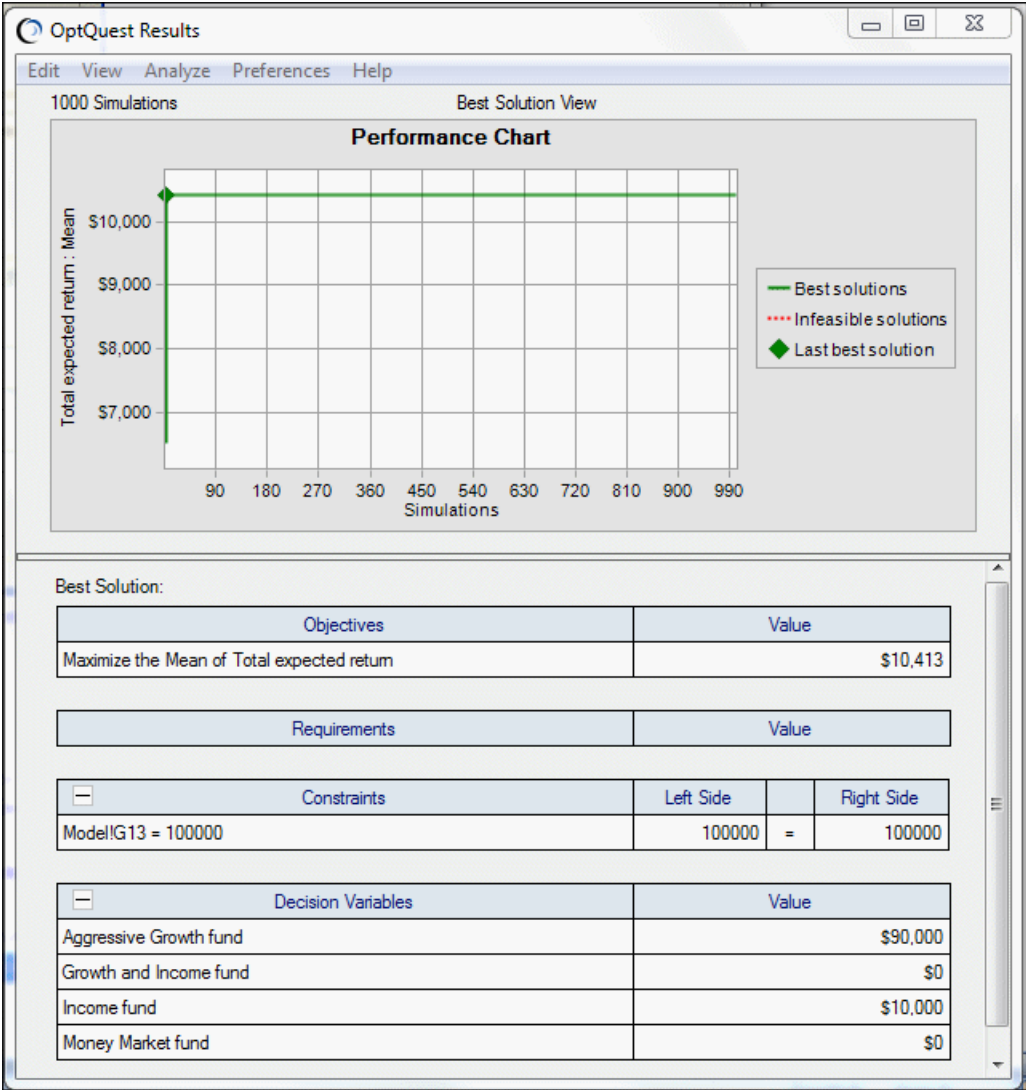 OptQuest Results
Edit View Analyze Preferences Help
1000 Simulations Best Solution View
Performance Chart
Total expected return : Mean
$10,000
$9,000
$8,000
$7,000
90 180 270 360 450 540 630 720 810 900 990
Simulations
Best solutions
Infeasible solutions
Last best solution
Best Solution:
Objectives Value
Maximize the Mean of Total expected return $10,413
Requirements Value
Constraints Left Side Right Side
Model!G13 = 100000 100000 = 100000
Decision Variables Value
Aggressive Growth fund $90,000
Growth and Income fund $0
Income fund $10,000
Money Market fund $0